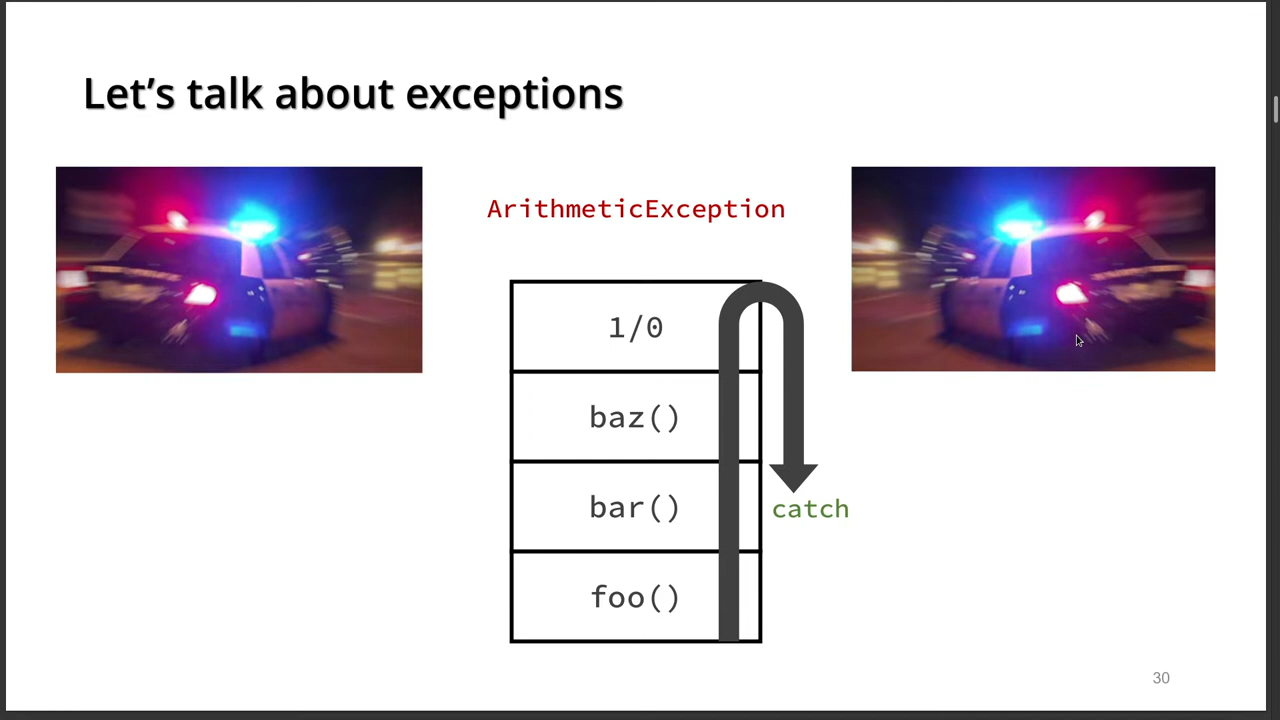 Let’s talk about exceptions
ArithmeticException
1/0
baz()
bar()
catch
foo()
30